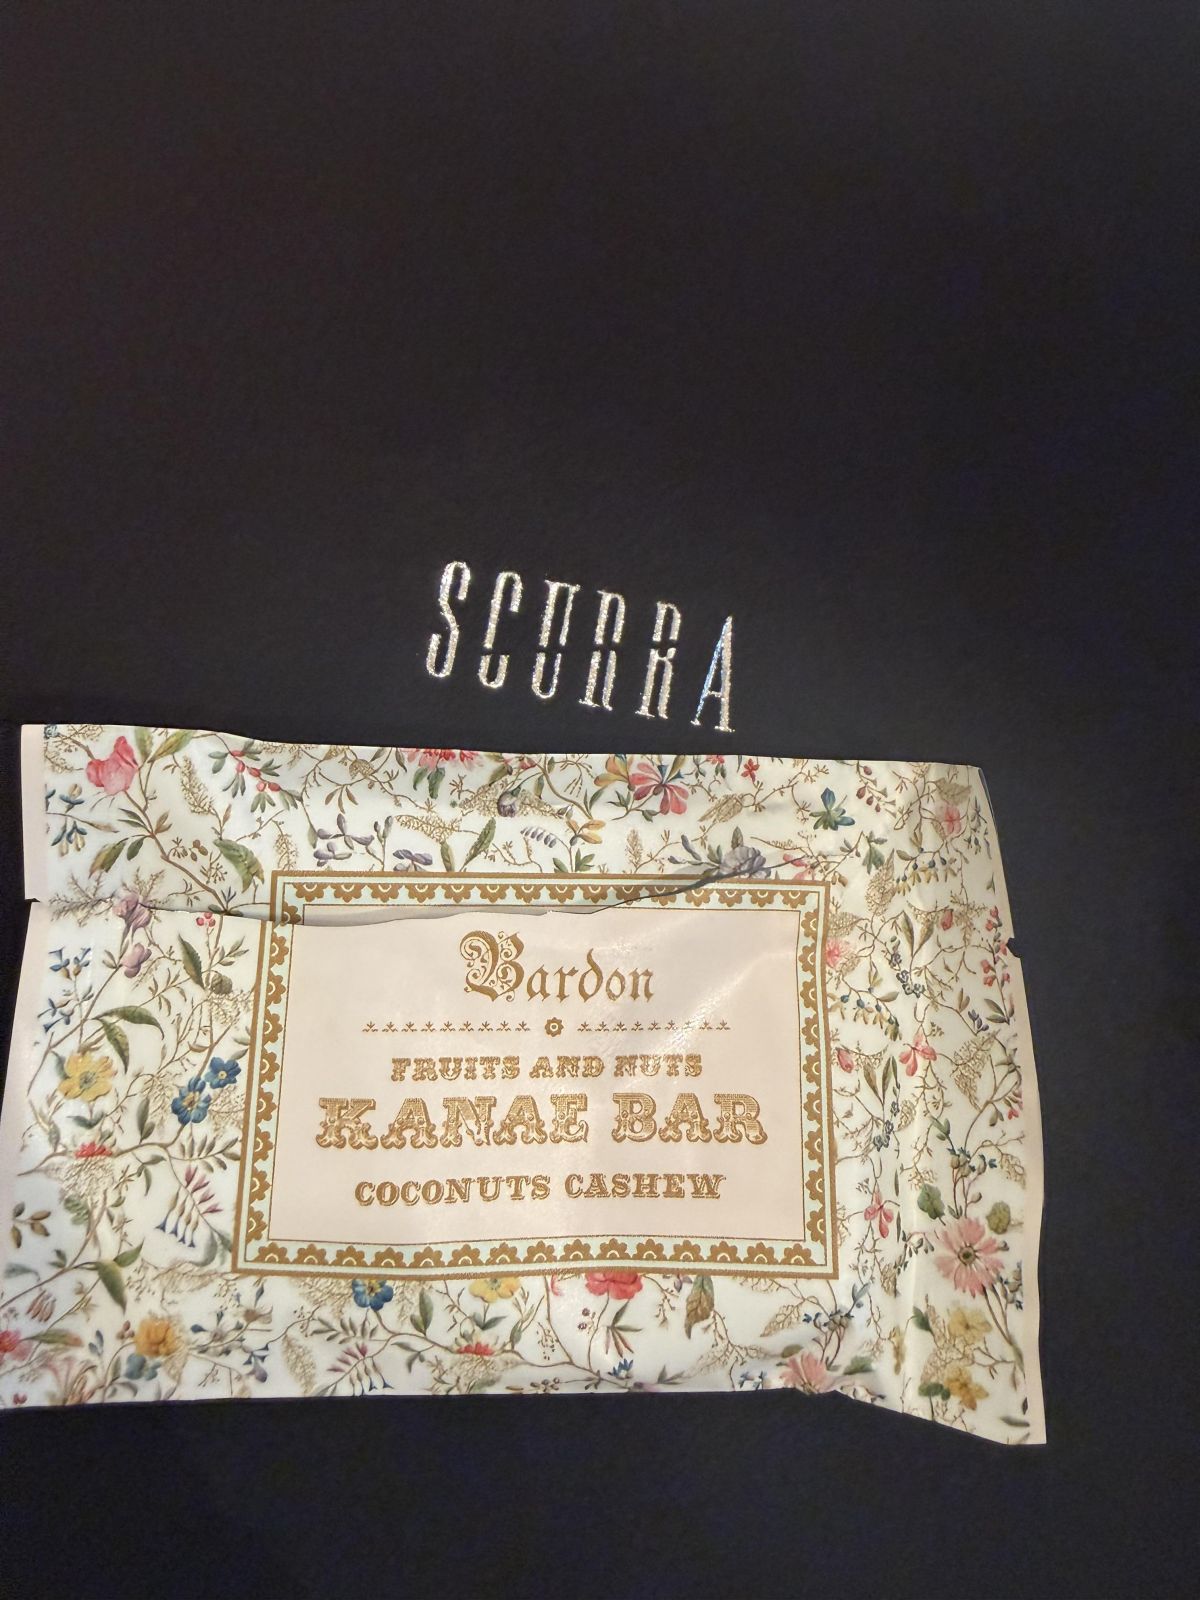 SCURRA
Bardon
FRUITS AND NUTS
KANAE BAR
COCONUTS CASHEW